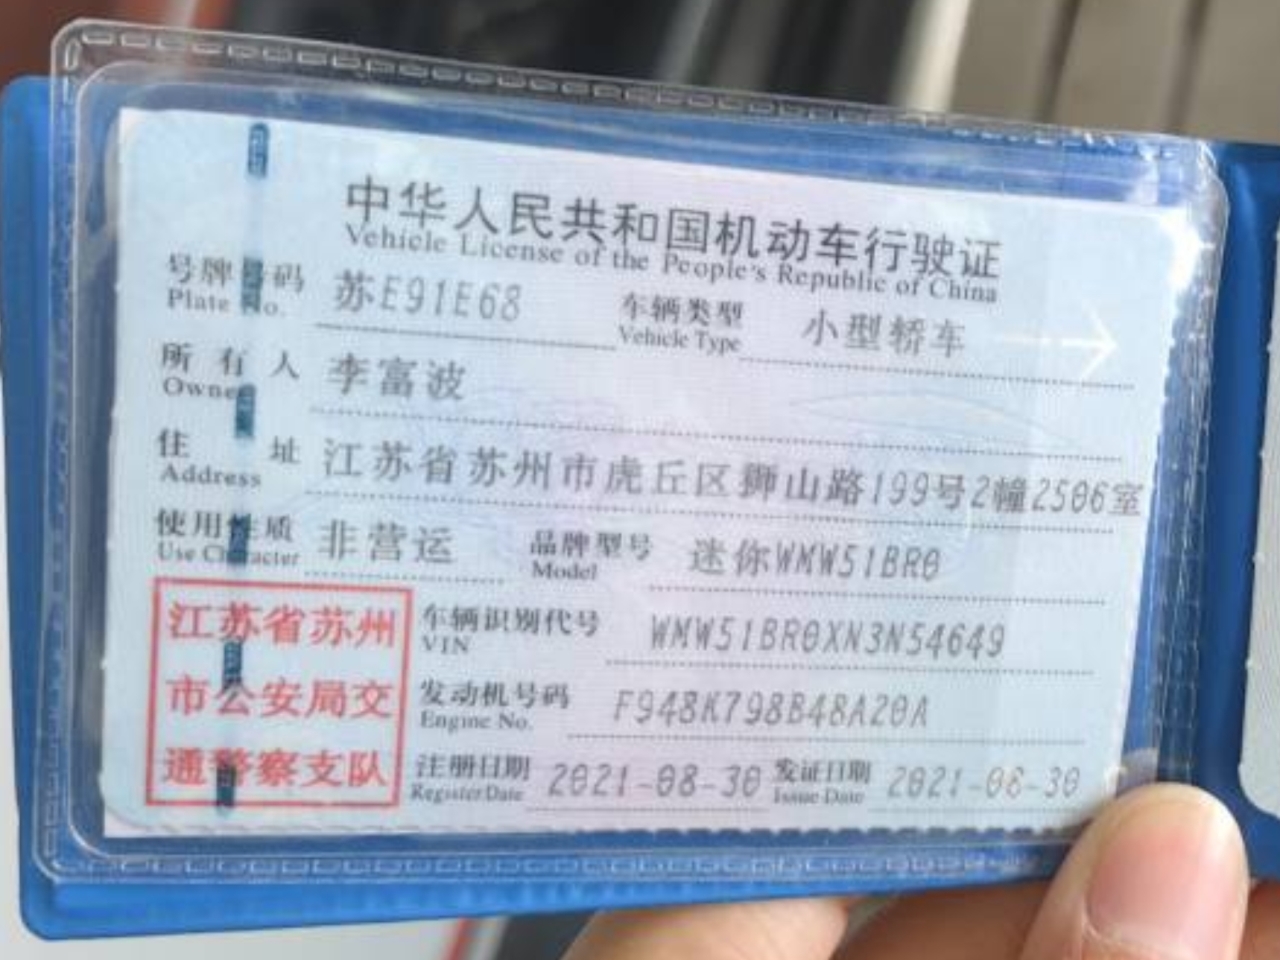 中华人民共和国机动车行驶证
Vehicle License of the People's Republic of China
号牌号码 苏E91E68 车辆类型 小型轿车
Plate No. Vehicle Type
所有人 李富波
Owner
住址 江苏省苏州市虎丘区狮山路199号2幢2506室
Address
使用性质 非营运 品牌型号 迷你WMW51BR0
Use Character Model
江苏省苏州
市公安局交
通警察支队
车辆识别代号 WMW51BR0XN3N54649
VIN
发动机号码 F948K798B48A20A
Engine No.
注册日期 2021-08-30 发证日期 2021-08-30
Register Date Issue Date